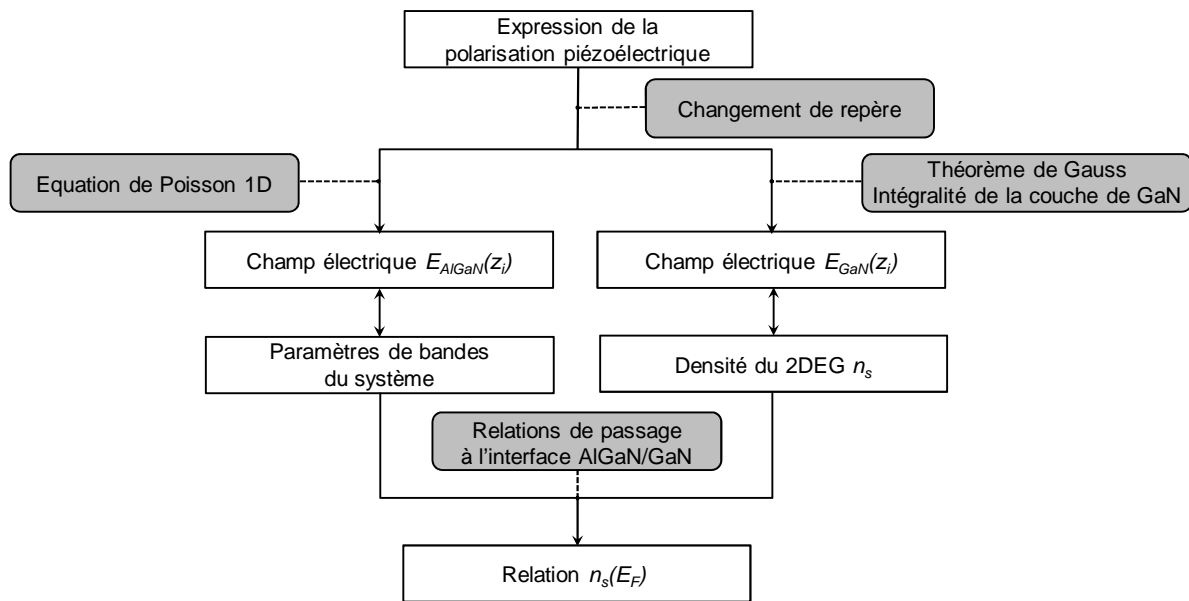 Expression de la
polarisation piézoélectrique
Changement de repère
Equation de Poisson 1D
Théorème de Gauss
Intégralité de la couche de GaN
Champ électrique E_AlGaN(z_i)
Champ électrique E_GaN(z_i)
Paramètres de bandes
du système
Densité du 2DEG n_s
Relations de passage
à l'interface AlGaN/GaN
Relation n_s(E_F)